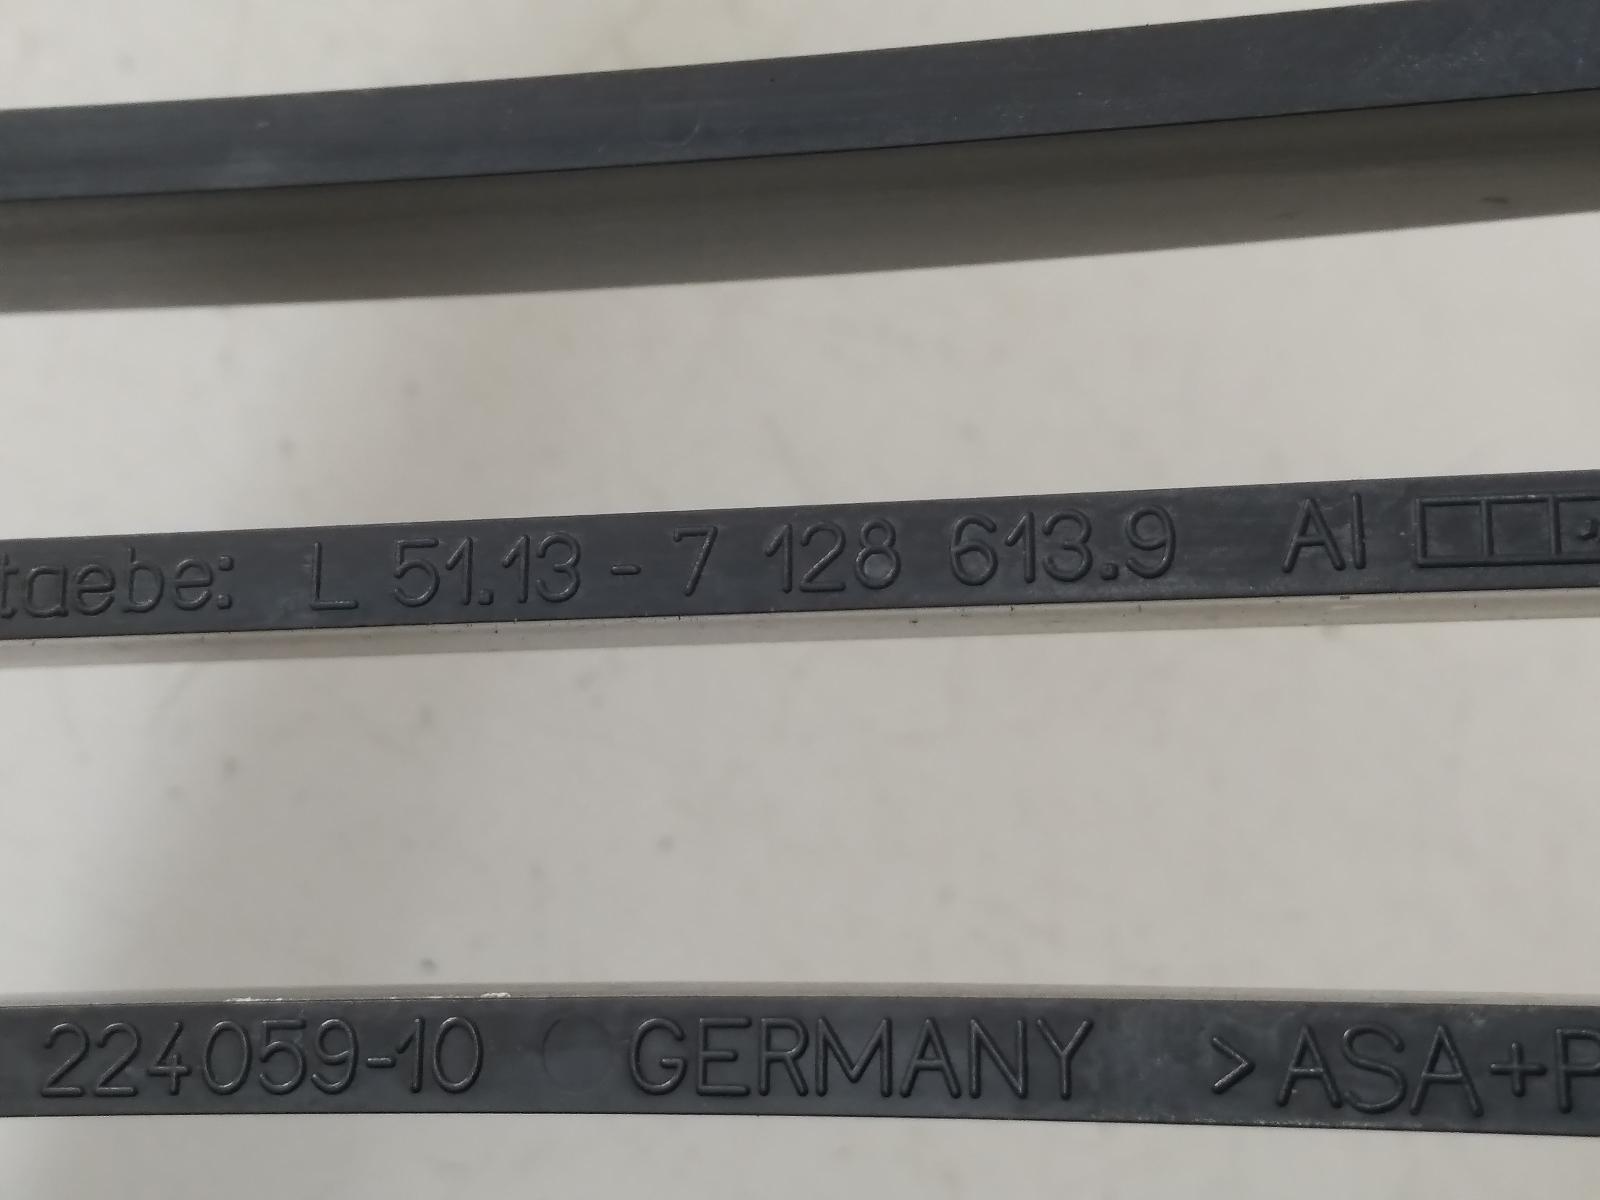 taebe: L 51.13-7 128 613.9 AI
224059-10 GERMANY >ASA+P